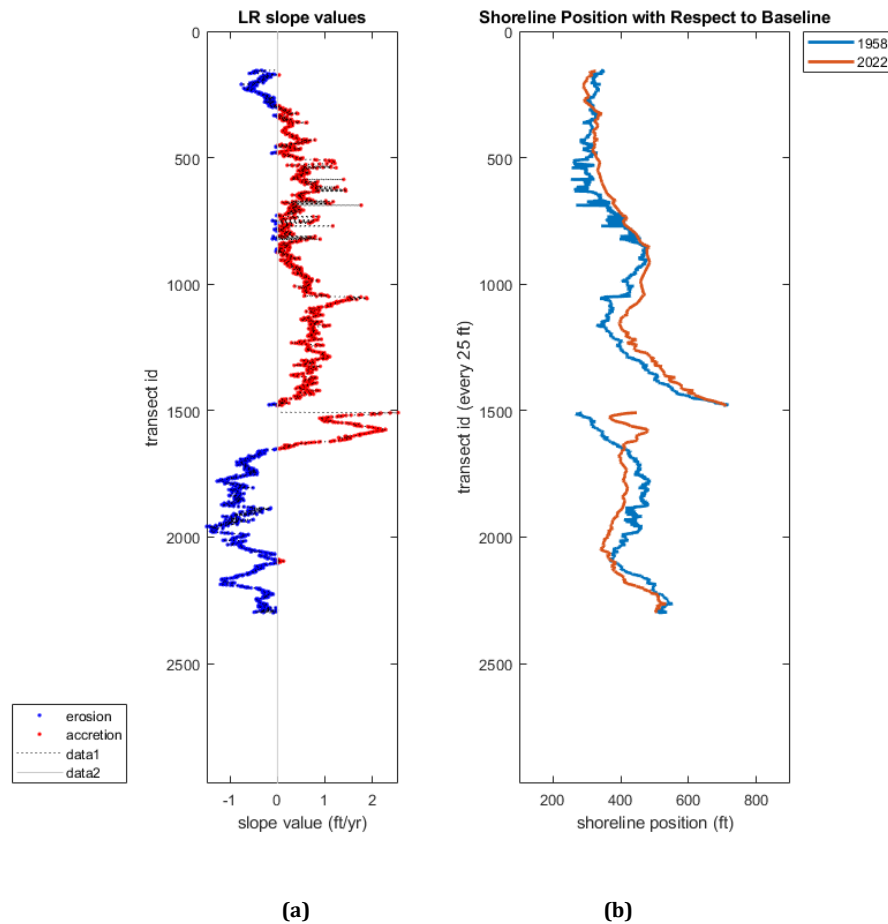 LR slope values
0
500
1000
1500
2000
2500
transect id
-1 0 1 2
slope value (ft/yr)
erosion
accretion
data1
data2
(a)
Shoreline Position with Respect to Baseline
0
500
1000
1500
2000
2500
transect id (every 25 ft)
200 400 600 800
shoreline position (ft)
1958
2022
(b)